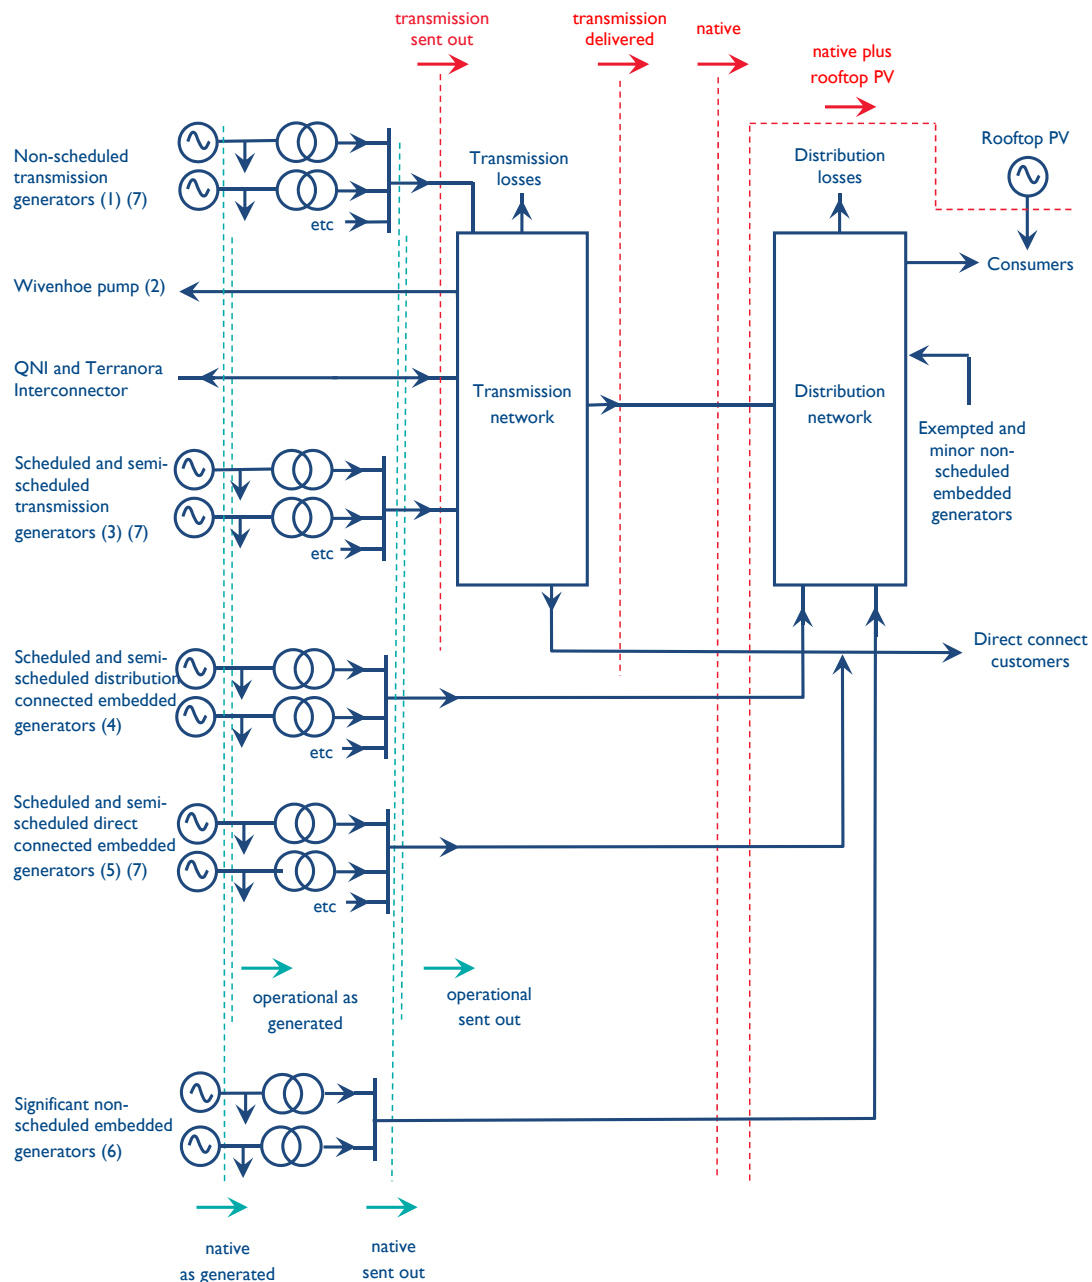 transmission
sent out
transmission
delivered
native
native plus
rooftop PV
Non-scheduled
transmission
generators (1) (7)
etc
Transmission
losses
Distribution
losses
Rooftop PV
Consumers
Wivenhoe pump (2)
QNI and Terranora
Interconnector
Transmission
network
Distribution
network
Exempted and
minor non-
scheduled
embedded
generators
Scheduled and semi-
scheduled
transmission
generators (3) (7)
etc
Direct connect
customers
Scheduled and semi-
scheduled distribution
connected embedded
generators (4)
etc
Scheduled and semi-
scheduled direct
connected embedded
generators (5) (7)
etc
operational as
generated
operational
sent out
Significant non-
scheduled embedded
generators (6)
native
as generated
native
sent out